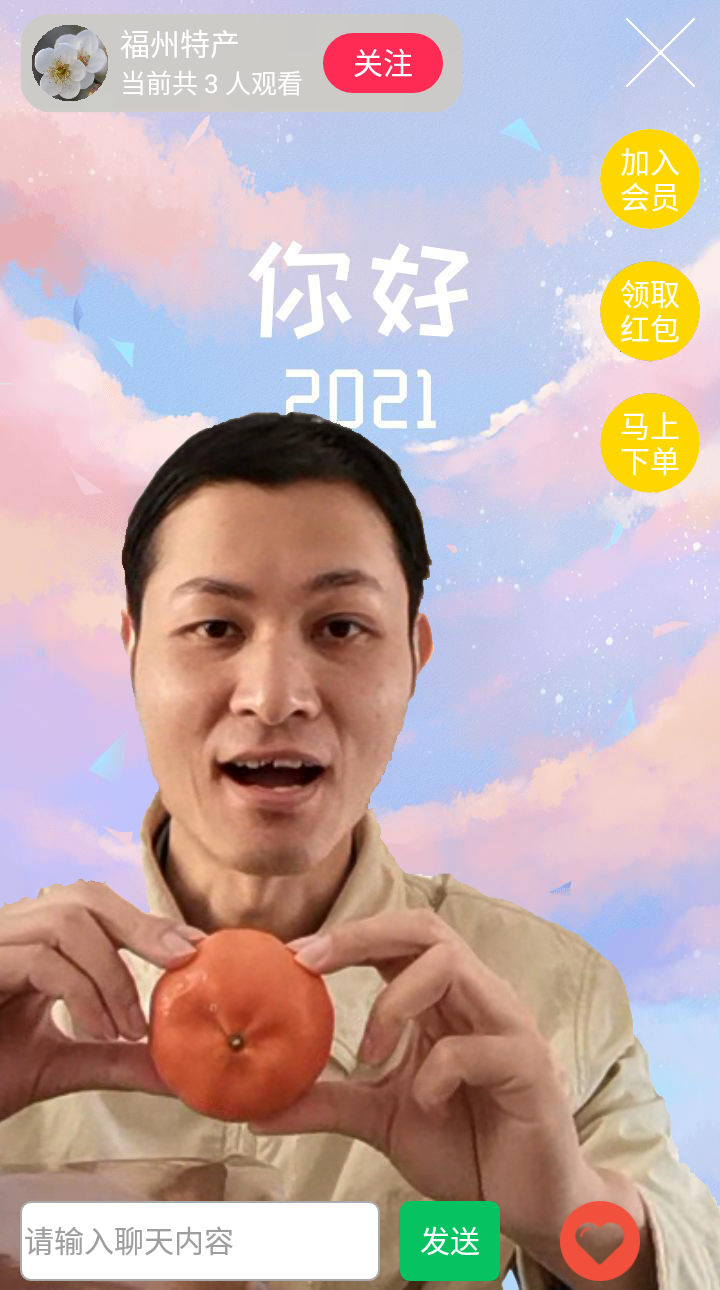 福州特产
当前共 3 人观看
关注
加入
会员
领取
红包
马上
下单
你好
2021
请输入聊天内容
发送